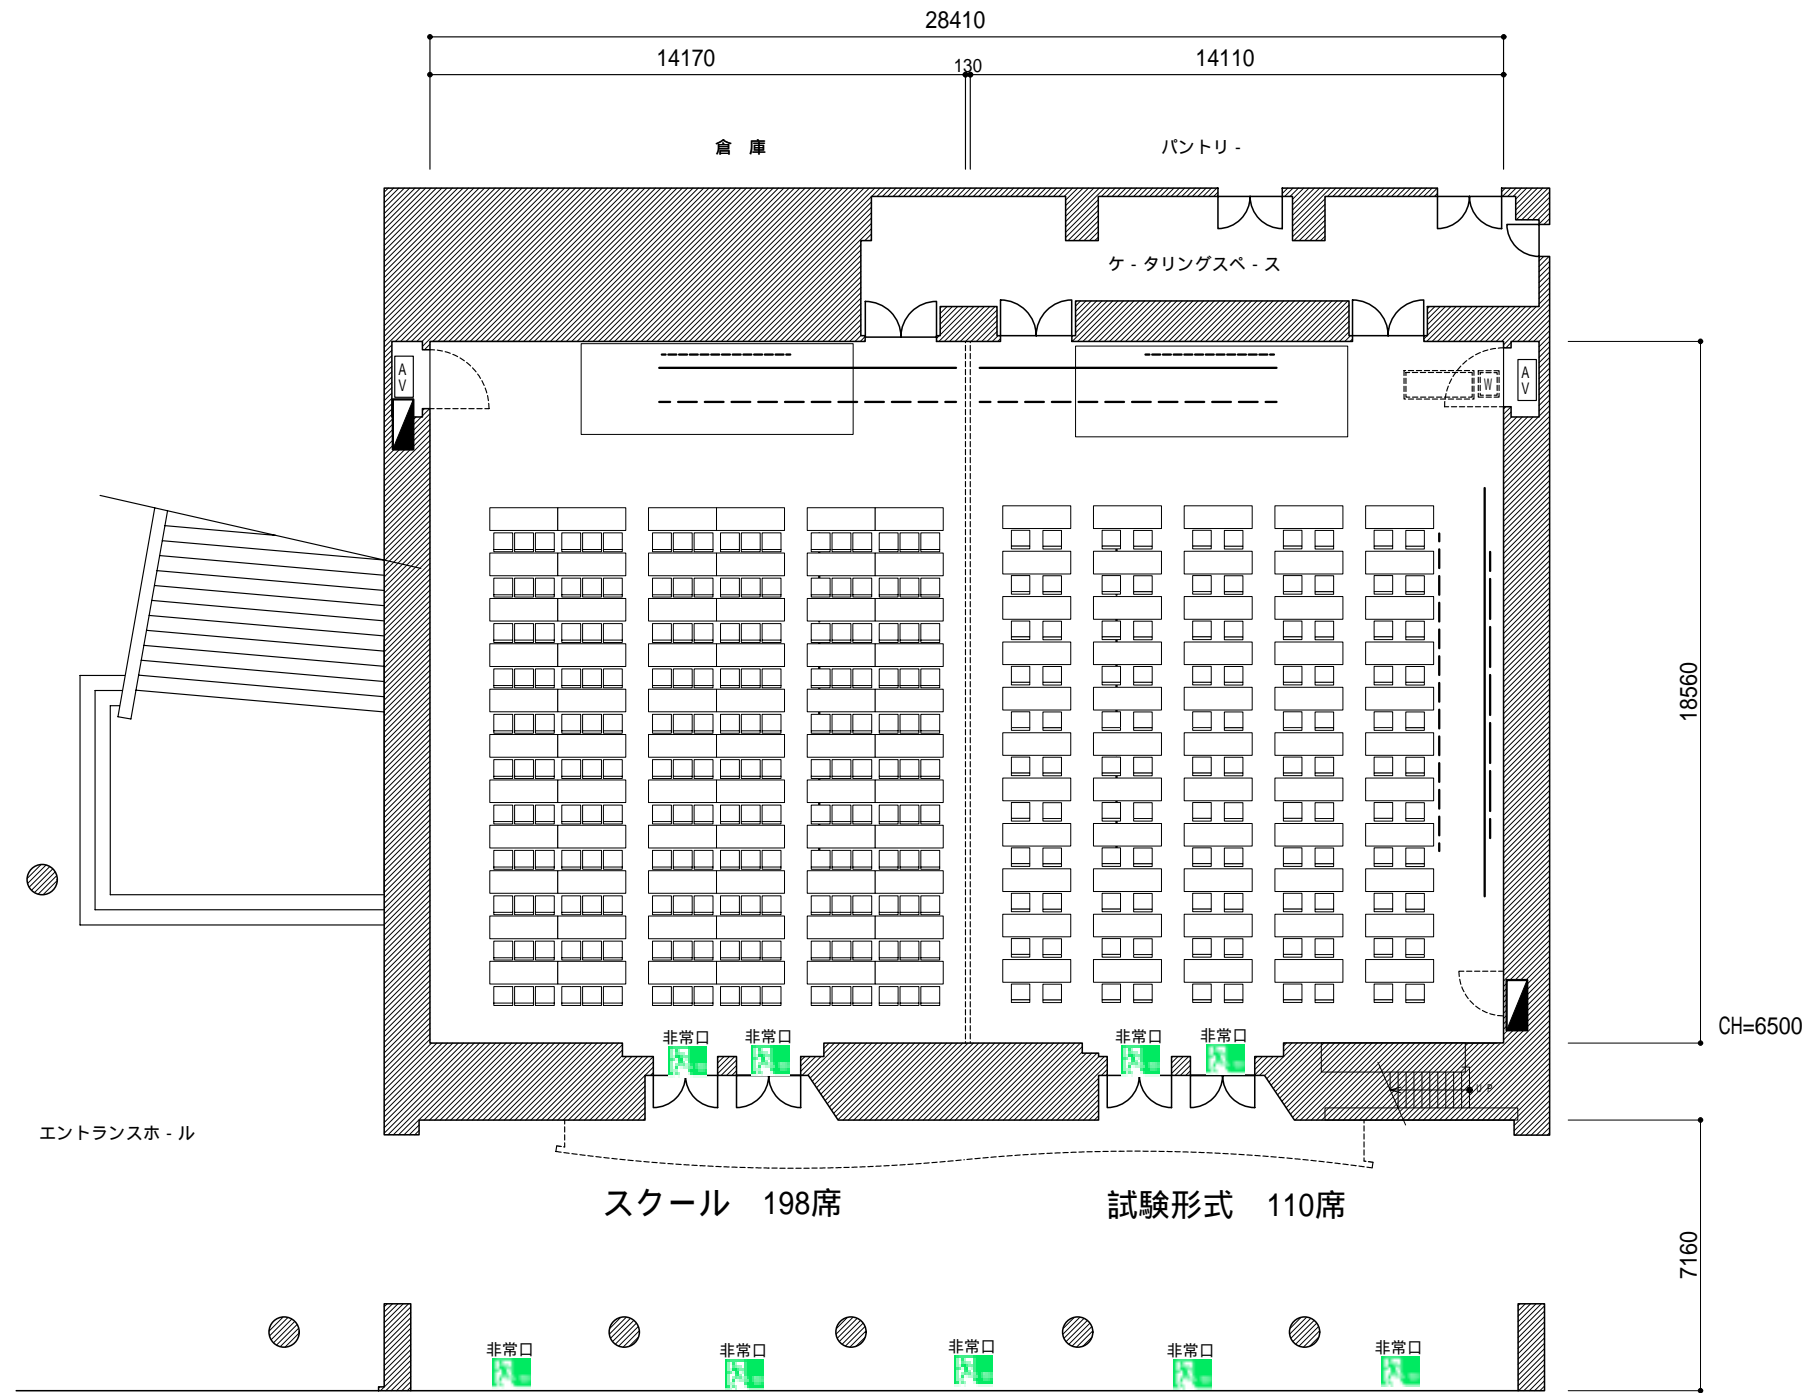 28410
14170
130
14110
倉　庫
パントリ-
ケ-タリングスペ-ス
A
V
W
A
V
18560
CH=6500
非常口
非常口
非常口
非常口
UP
エントランスホ-ル
スクール　198席
試験形式　110席
7160
非常口
非常口
非常口
非常口
非常口